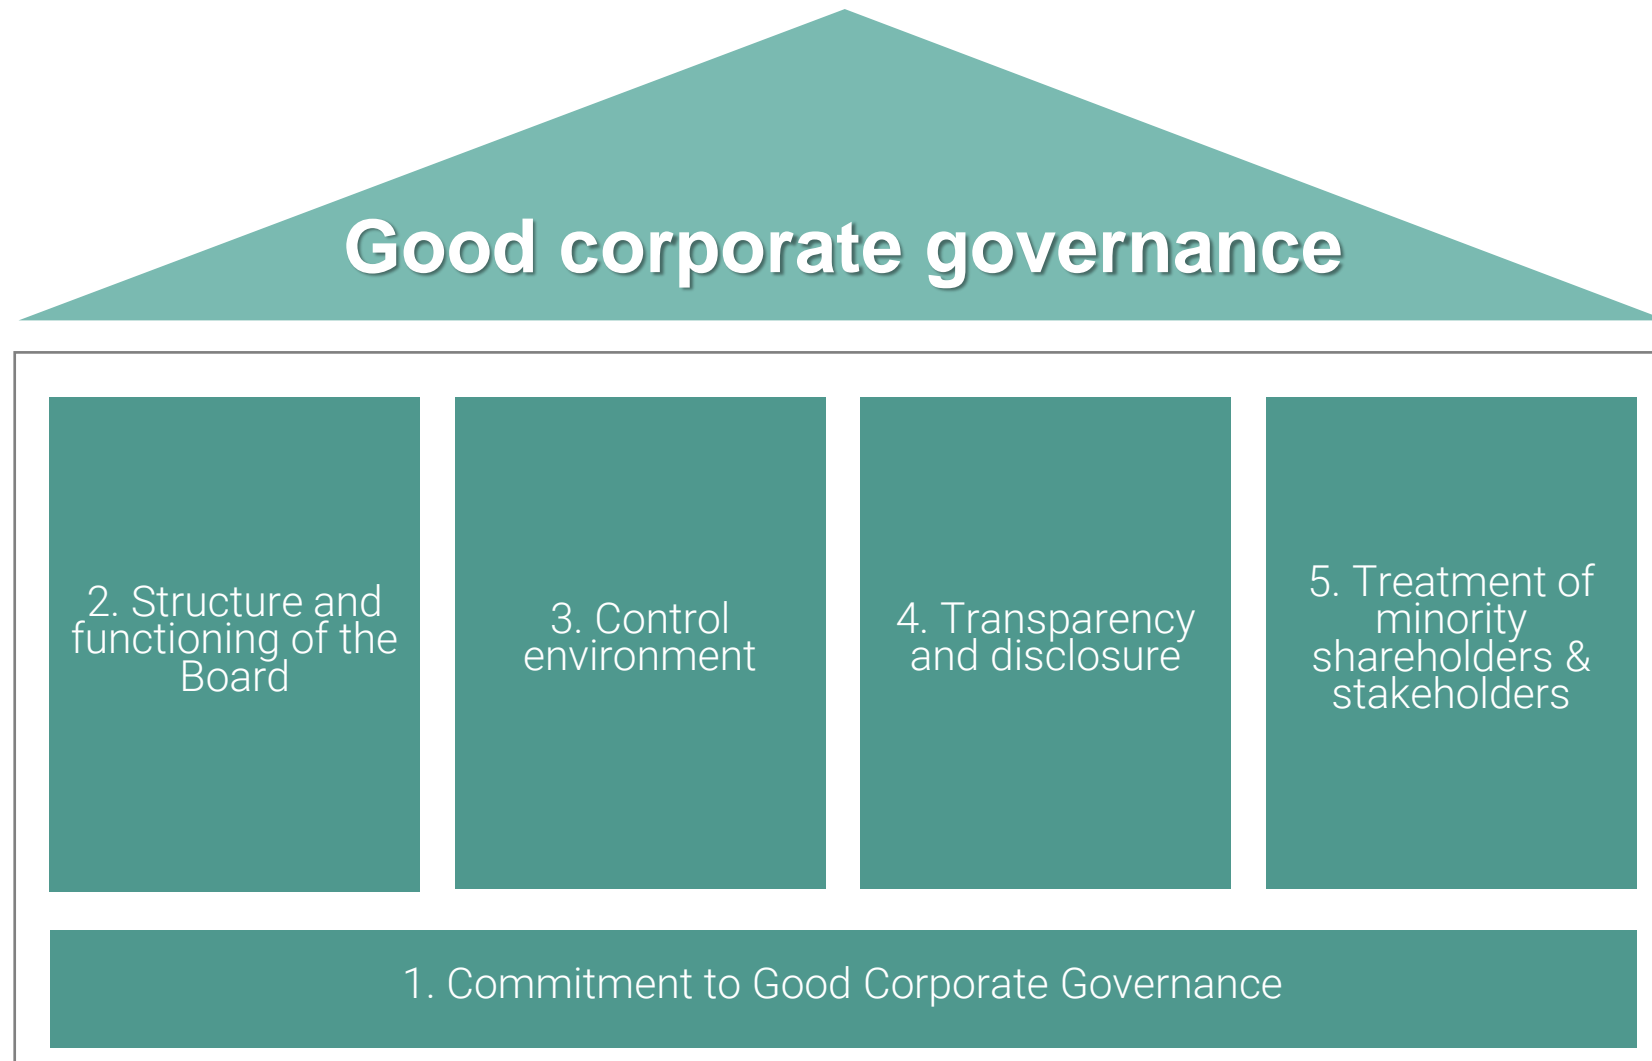 Good corporate governance
2. Structure and
functioning of the
Board
3. Control
environment
4. Transparency
and disclosure
5. Treatment of
minority
shareholders &
stakeholders
1. Commitment to Good Corporate Governance